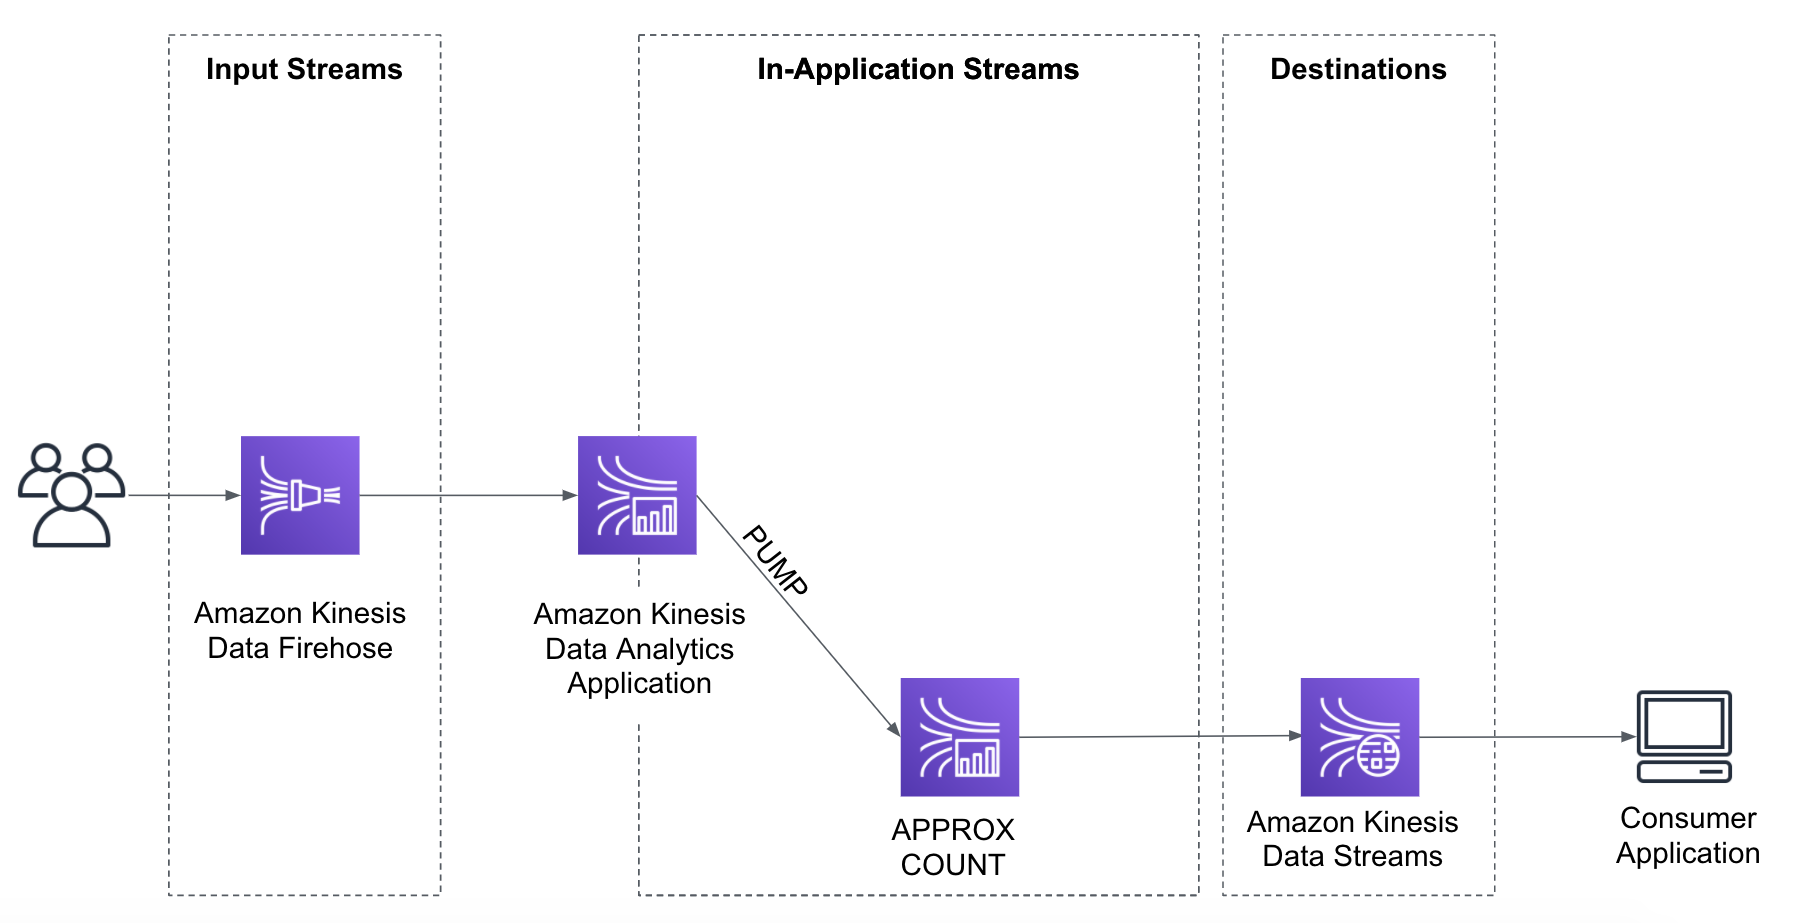 Input Streams
In-Application Streams
Destinations
PUMP
Amazon Kinesis
Data Firehose
Amazon Kinesis
Data Analytics
Application
APPROX
COUNT
Amazon Kinesis
Data Streams
Consumer
Application